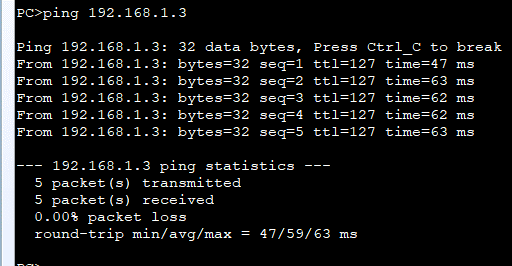 PC>ping 192.168.1.3
Ping 192.168.1.3: 32 data bytes, Press Ctrl_C to break
From 192.168.1.3: bytes=32 seq=1 ttl=127 time=47 ms
From 192.168.1.3: bytes=32 seq=2 ttl=127 time=63 ms
From 192.168.1.3: bytes=32 seq=3 ttl=127 time=62 ms
From 192.168.1.3: bytes=32 seq=4 ttl=127 time=62 ms
From 192.168.1.3: bytes=32 seq=5 ttl=127 time=63 ms
--- 192.168.1.3 ping statistics ---
5 packet(s) transmitted
5 packet(s) received
0.00% packet loss
round-trip min/avg/max = 47/59/63 ms
PC>